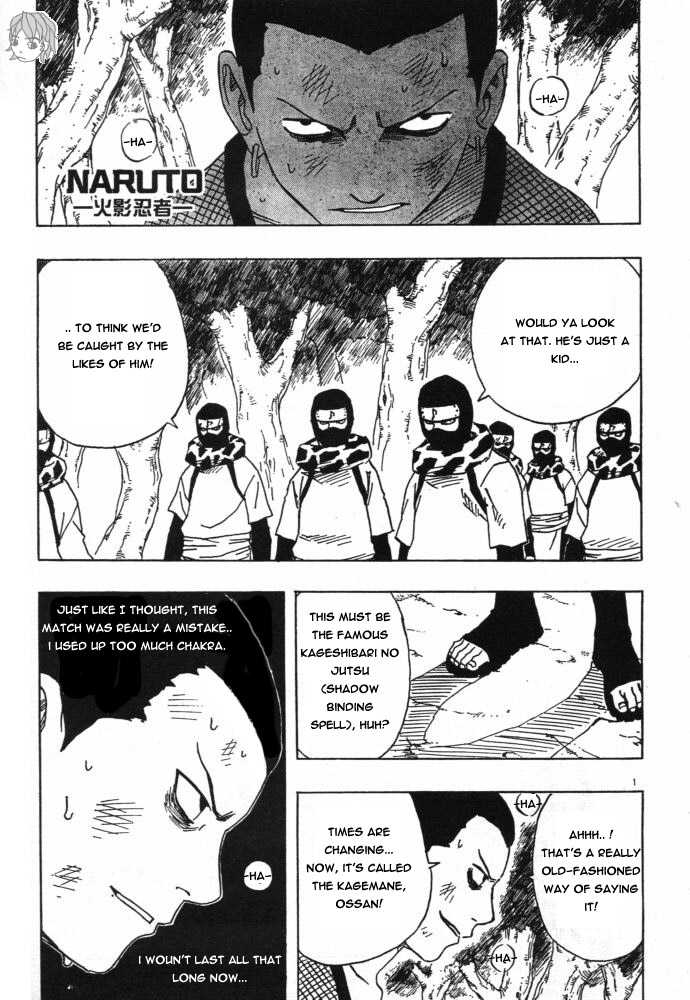 -HA-
-HA-
NARUTO
—火影忍者—
WOULD YA LOOK
AT THAT. HE'S JUST A
KID...
.. TO THINK WE'D
BE CAUGHT BY THE
LIKES OF HIM!
THIS MUST BE
THE FAMOUS
KAGESHIBARI NO
JUTSU
(SHADOW
BINDING
SPELL), HUH?
JUST LIKE I THOUGHT, THIS
MATCH WAS REALLY A MISTAKE..
I USED UP TOO MUCH CHAKRA.
-HA-
I WOUN'T LAST ALL THAT
LONG NOW...
1
-HA-
AHHH.. !
THAT'S A REALLY
OLD-FASHIONED
WAY OF SAYING
IT!
TIMES ARE
CHANGING...
NOW, IT'S CALLED
THE KAGEMANE,
OSSAN!
-HA-